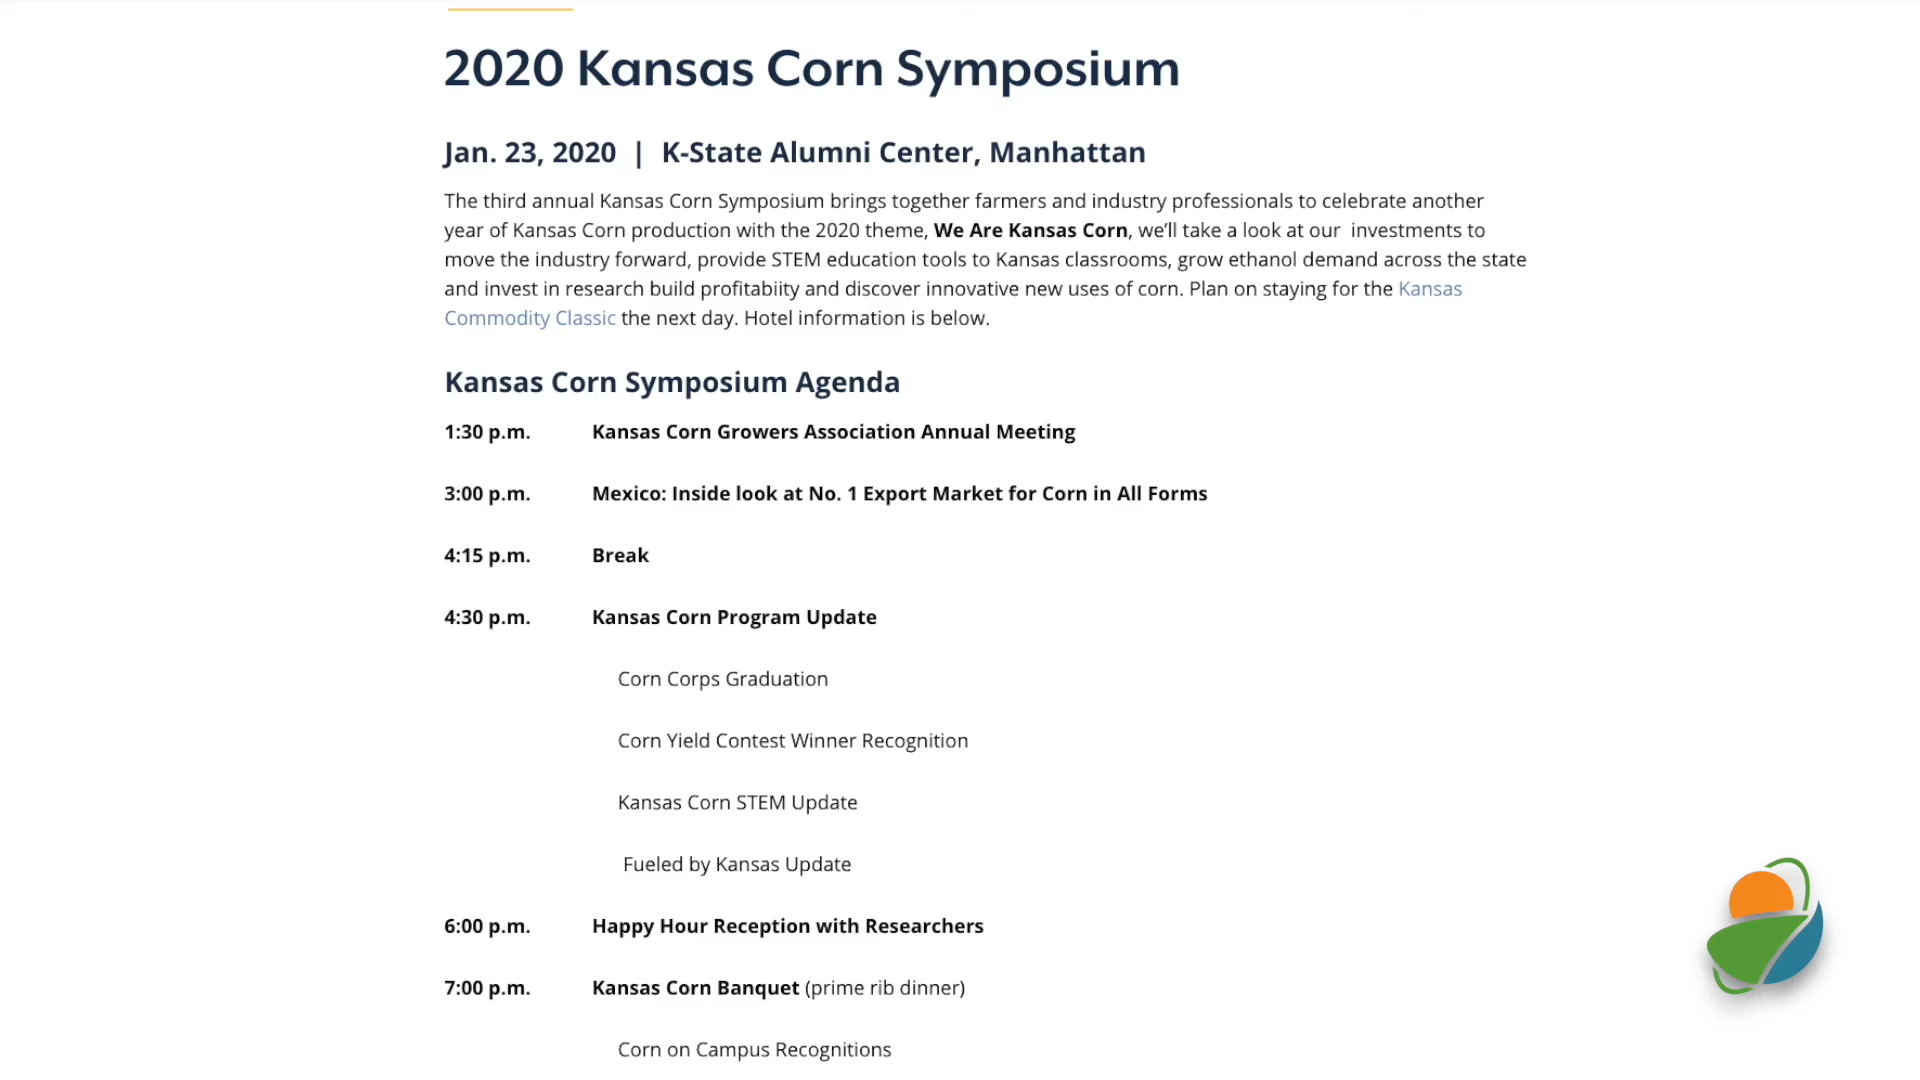 2020 Kansas Corn Symposium
Jan. 23, 2020 | K-State Alumni Center, Manhattan
The third annual Kansas Corn Symposium brings together farmers and industry professionals to celebrate another
year of Kansas Corn production with the 2020 theme, We Are Kansas Corn, we'll take a look at our investments to
move the industry forward, provide STEM education tools to Kansas classrooms, grow ethanol demand across the state
and invest in research build profitabiity and discover innovative new uses of corn. Plan on staying for the Kansas
Commodity Classic the next day. Hotel information is below.
Kansas Corn Symposium Agenda
1:30 p.m. Kansas Corn Growers Association Annual Meeting
3:00 p.m. Mexico: Inside look at No. 1 Export Market for Corn in All Forms
4:15 p.m. Break
4:30 p.m. Kansas Corn Program Update
Corn Corps Graduation
Corn Yield Contest Winner Recognition
Kansas Corn STEM Update
Fueled by Kansas Update
6:00 p.m. Happy Hour Reception with Researchers
7:00 p.m. Kansas Corn Banquet (prime rib dinner)
Corn on Campus Recognitions